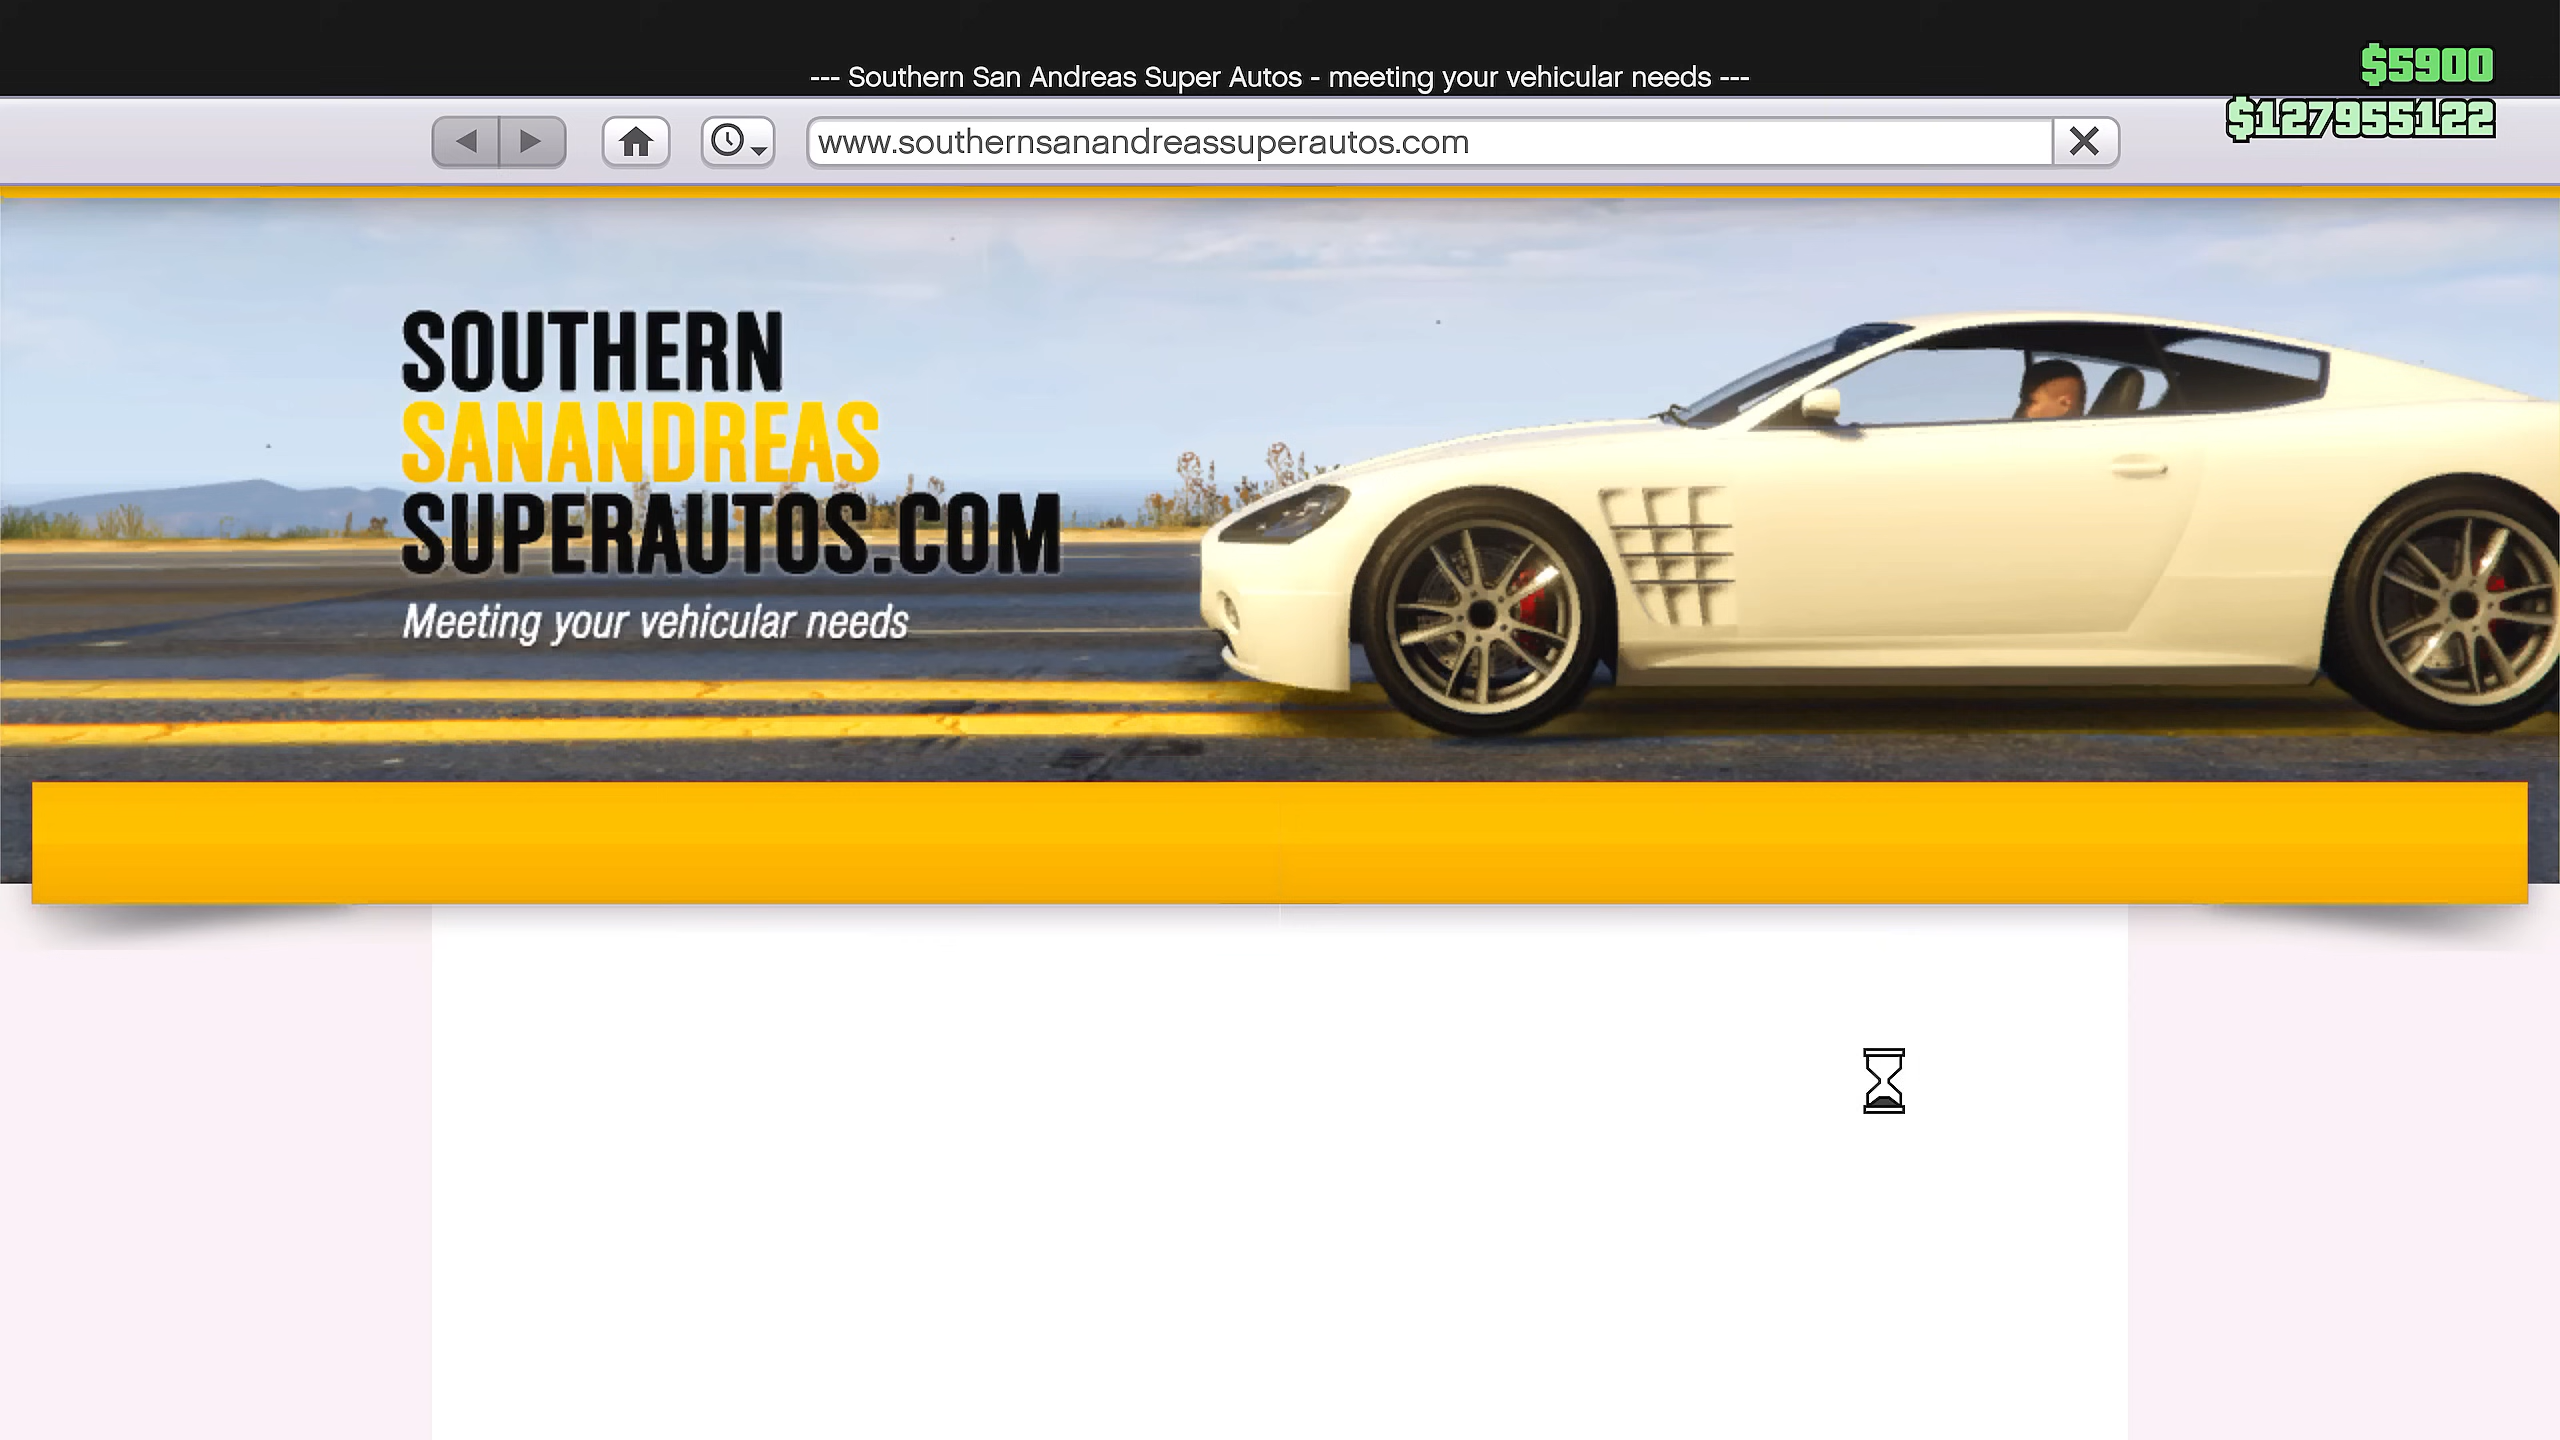 --- Southern San Andreas Super Autos - meeting your vehicular needs ---
$5900
$127955122
www.southernsanandreassuperautos.com
SOUTHERN
SANANDREAS
SUPERAUTOS.COM
Meeting your vehicular needs